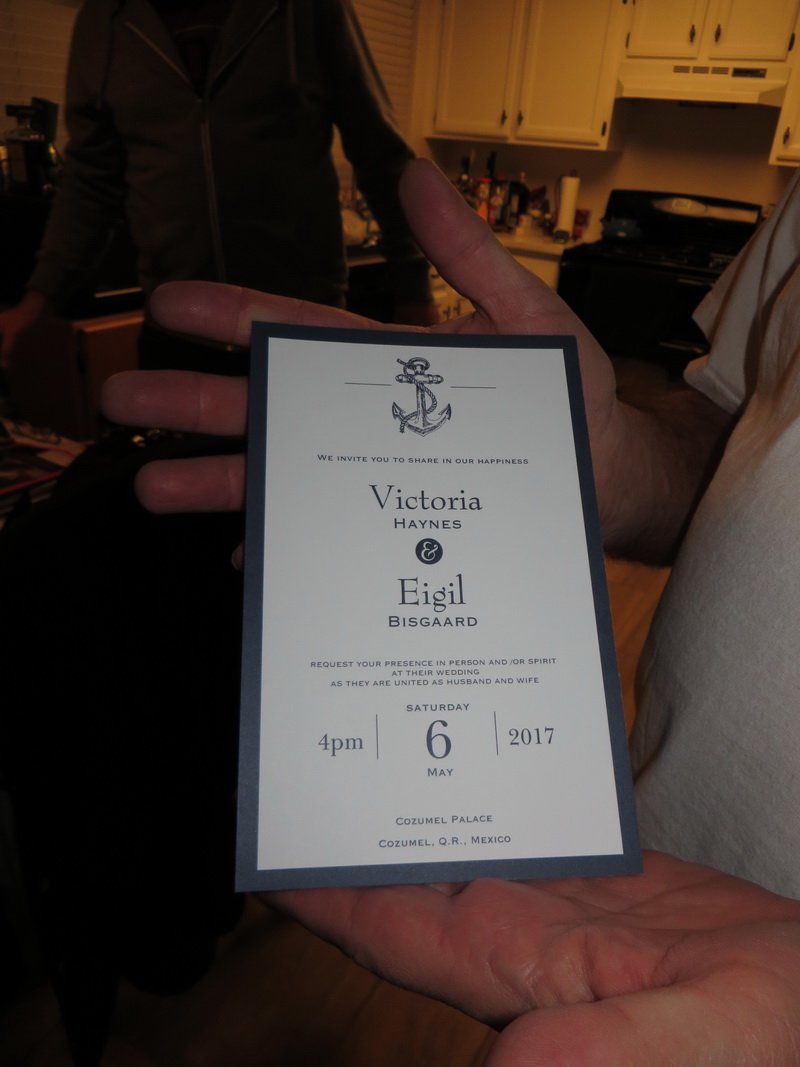 We invite you to share in our happiness
Victoria
Haynes
&
Eigil
Bisgaard
request your presence in person and /or spirit
at their wedding
as they are united as husband and wife
Saturday
4pm 6 2017
May
Cozumel Palace
Cozumel, Q.R., Mexico